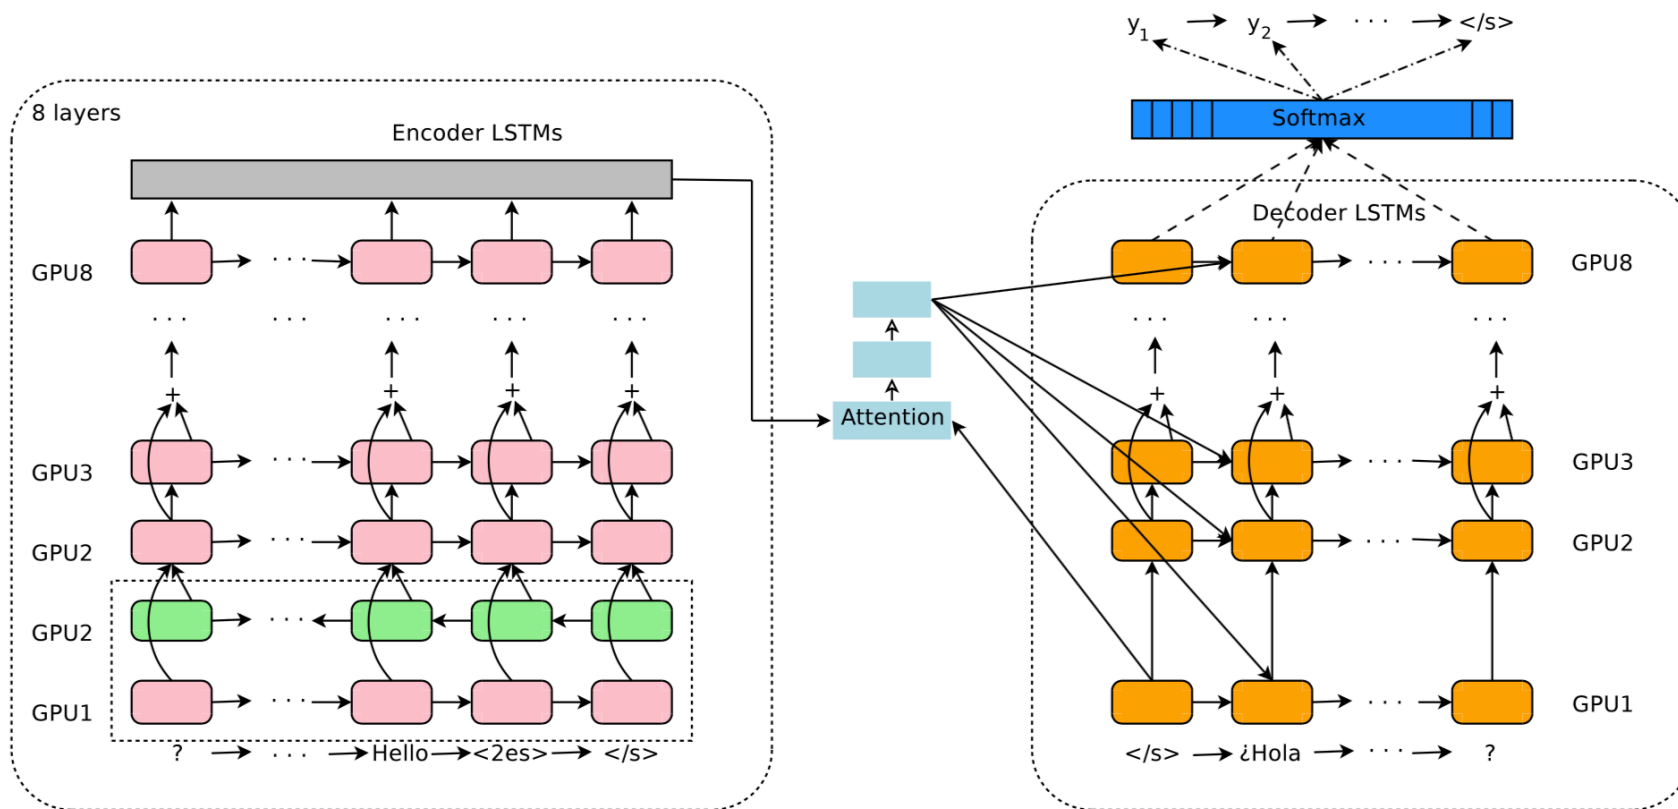 y1 y2 · · · </s>
Softmax
8 layers
Encoder LSTMs
Decoder LSTMs
GPU8 · · · GPU8
· · · · · · · · · · · · · · · · · · · · ·
+ + + + + + +
Attention
GPU3 · · · · · · GPU3
GPU2 · · · · · · GPU2
GPU2 · · ·
GPU1 · · · · · · GPU1
? · · · Hello <2es> </s> </s> ¿Hola · · · ?